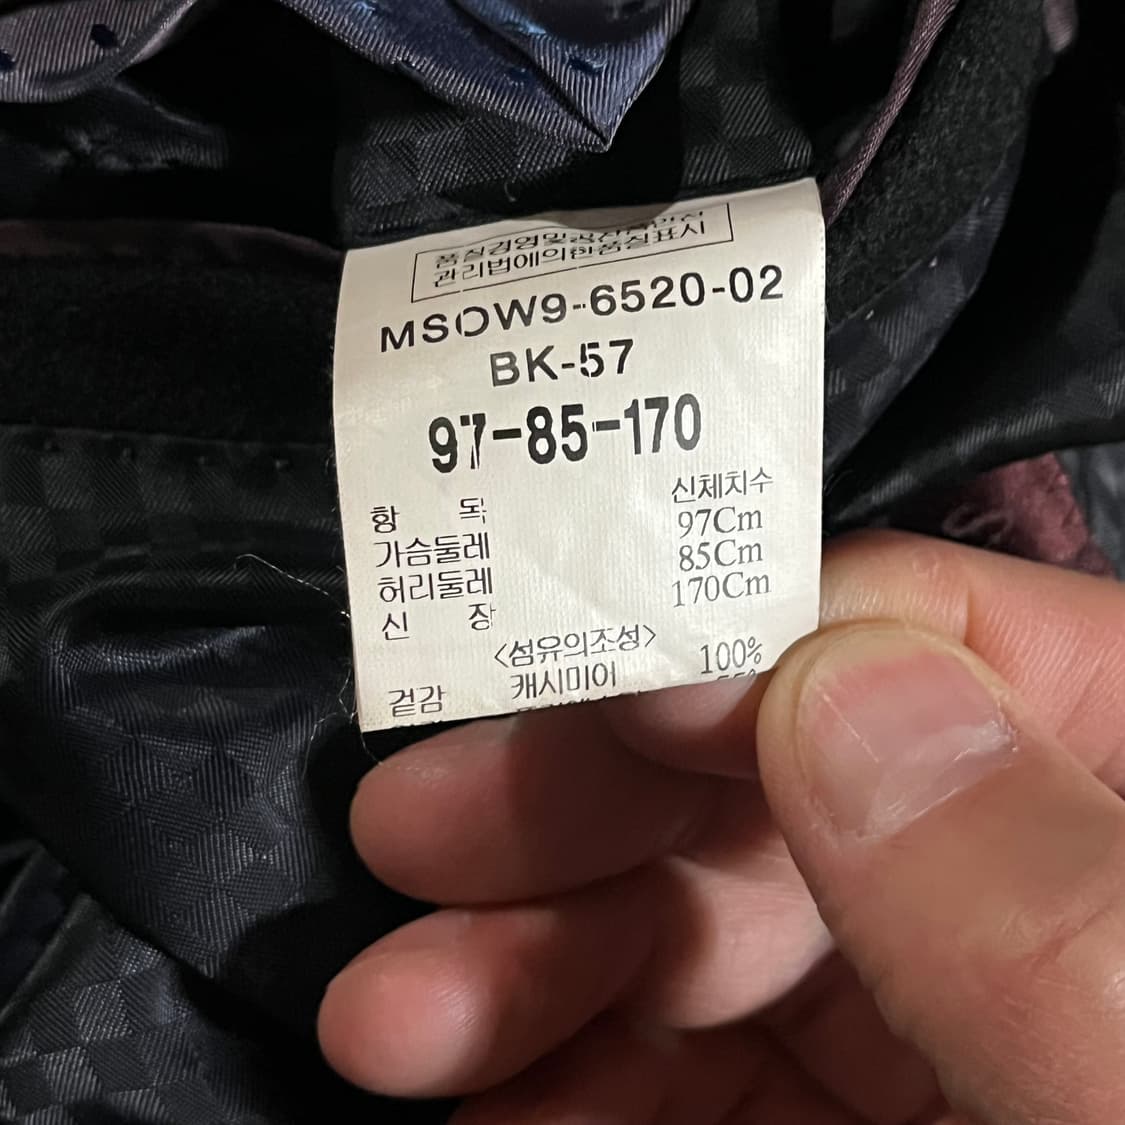 관리법에의한품질표시
MSOW9-6520-02
BK-57
97-85-170
항 목 신체치수
가슴둘레 97Cm
허리둘레 85Cm
신 장 170Cm
<섬유의조성>
겉감 캐시미어 100%